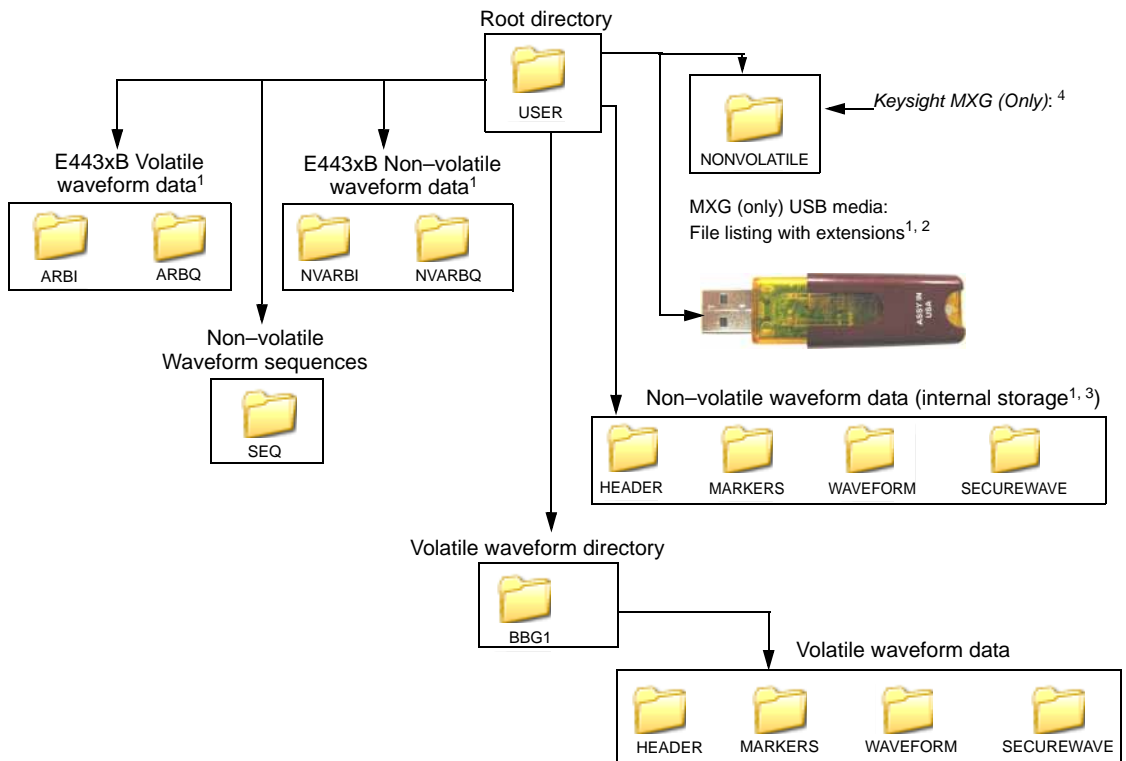 Root directory
USER
NONVOLATILE
Keysight MXG (Only): 4
E443xB Volatile
waveform data1
ARBI
ARBQ
E443xB Non–volatile
waveform data1
NVARBI
NVARBQ
MXG (only) USB media:
File listing with extensions1, 2
ASSY IN
USA
Non–volatile
Waveform sequences
SEQ
Non–volatile waveform data (internal storage1, 3)
HEADER
MARKERS
WAVEFORM
SECUREWAVE
Volatile waveform directory
BBG1
Volatile waveform data
HEADER
MARKERS
WAVEFORM
SECUREWAVE